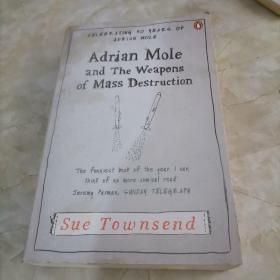 CELEBRATING 40 YEARS OF
ADRIAN MOLE
Adrian Mole
and The Weapons
of Mass Destruction
The funniest book of the year. I can
think of no more comical read
Jeremy Paxman, SUNDAY TELEGRAPH
Sue Townsend